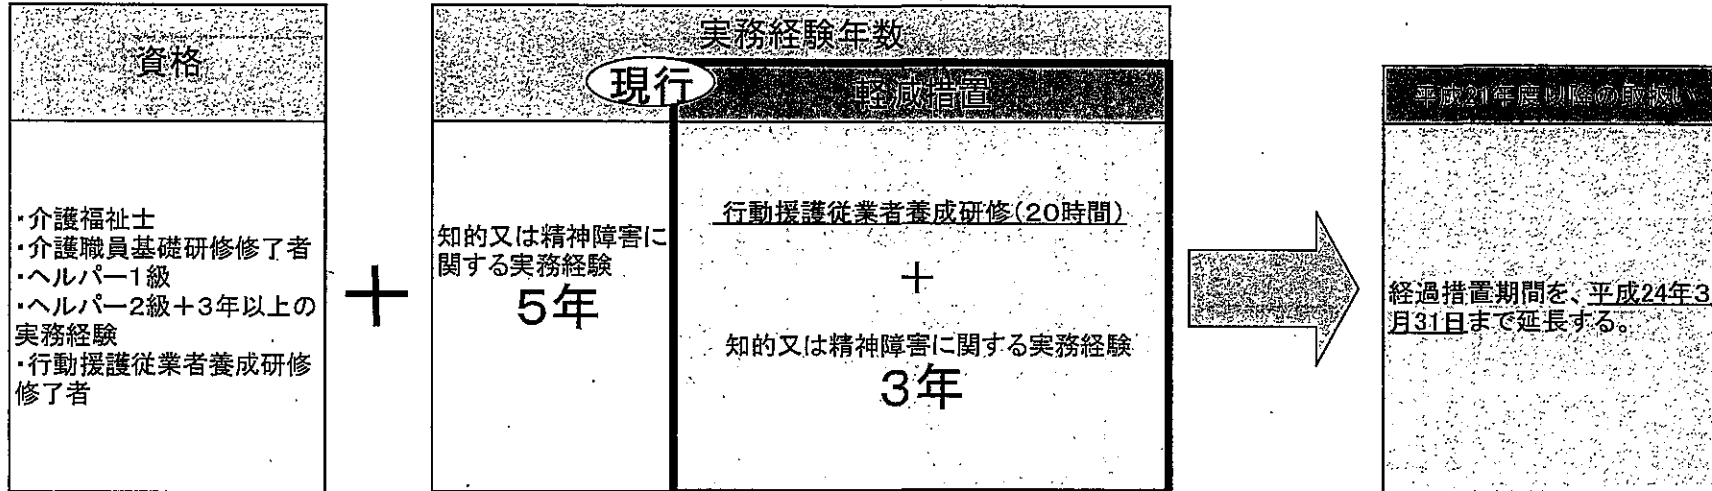 資格
・介護福祉士
・介護職員基礎研修修了者
・ヘルパー1級
・ヘルパー2級＋3年以上の
実務経験
・行動援護従業者養成研修
修了者
＋
実務経験年数
現行
軽減措置
知的又は精神障害に
関する実務経験
5年
行動援護従業者養成研修(20時間)
＋
知的又は精神障害に関する実務経験
3年
平成21年度以降の取扱い
経過措置期間を、平成24年3
月31日まで延長する。